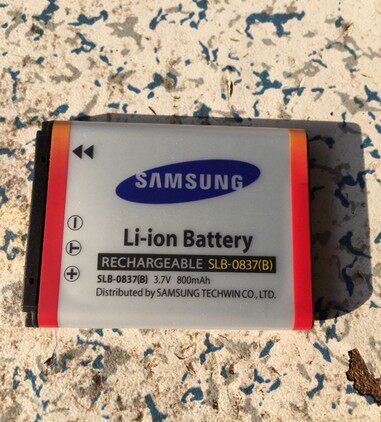 SAMSUNG
Li-ion Battery
RECHARGEABLE SLB-0837(B)
SLB-0837(B) 3.7V 800mAh
Distributed by SAMSUNG TECHWIN CO., LTD.
− T +